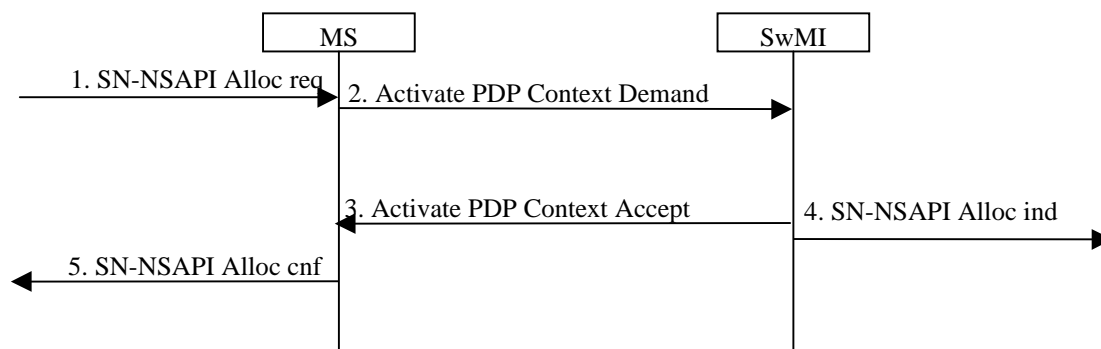 MS
SwMI
1. SN-NSAPI Alloc req
2. Activate PDP Context Demand
3. Activate PDP Context Accept
4. SN-NSAPI Alloc ind
5. SN-NSAPI Alloc cnf